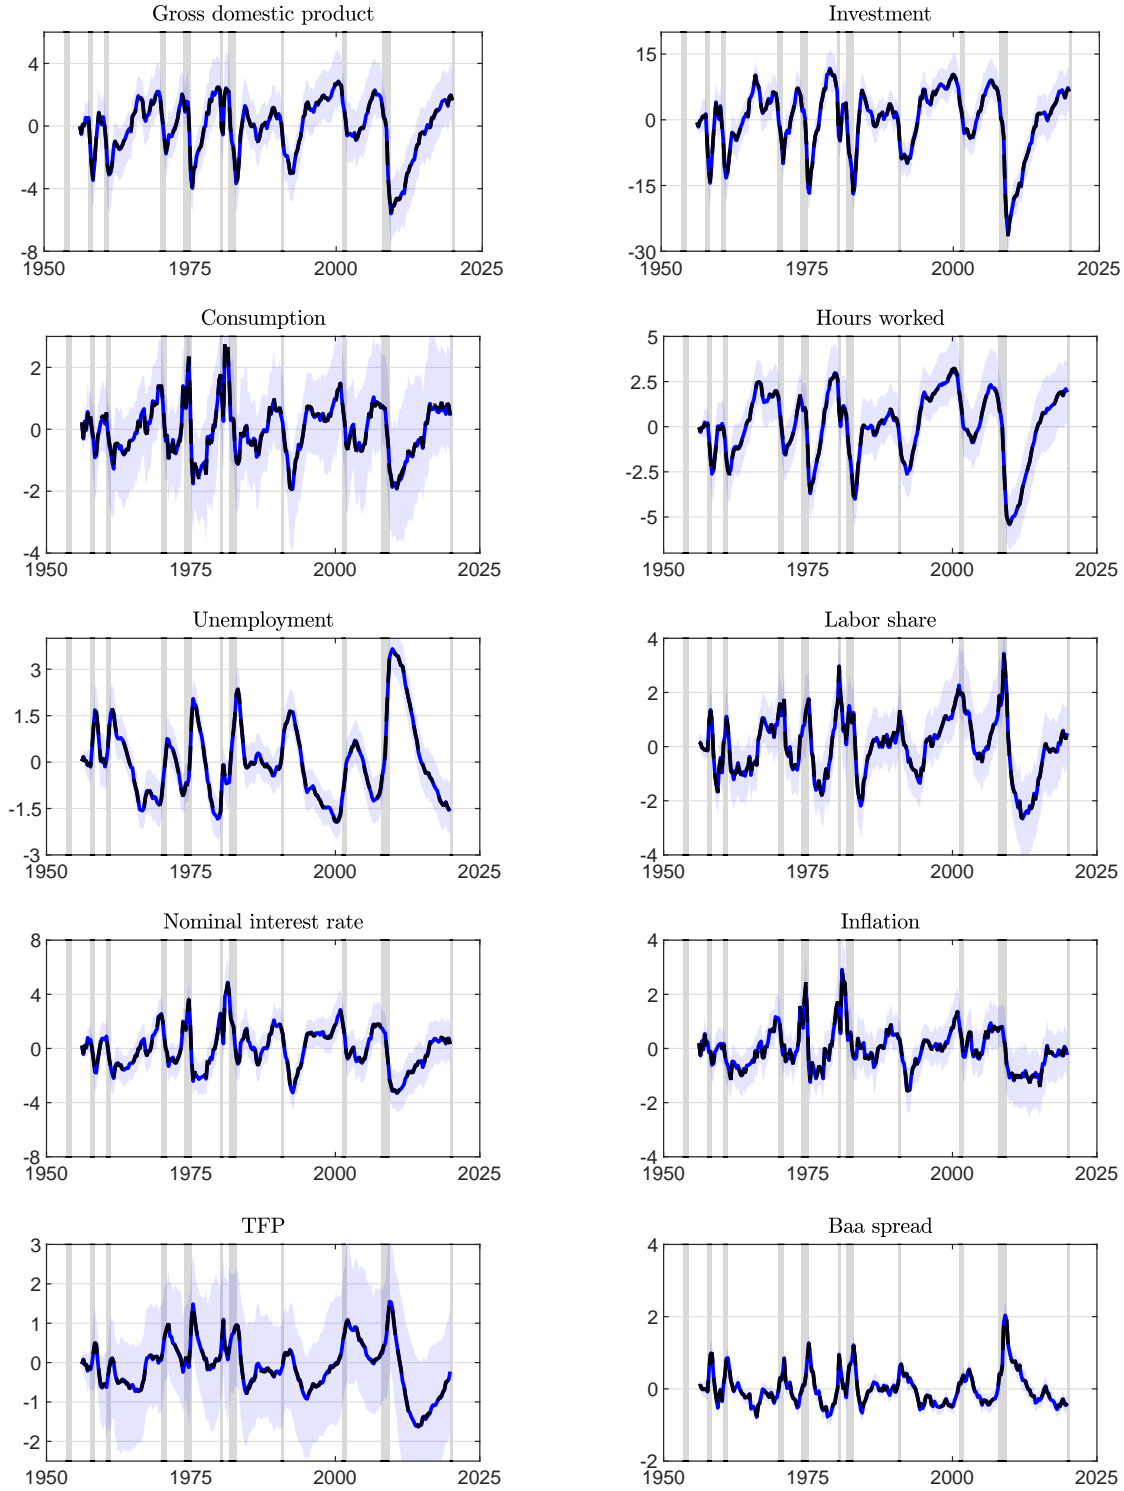 Gross domestic product
4
0
-4
-8
1950 1975 2000 2025
Investment
15
0
-15
-30
1950 1975 2000 2025
Consumption
2
0
-2
-4
1950 1975 2000 2025
Hours worked
5
2.5
0
-2.5
-5
1950 1975 2000 2025
Unemployment
3
1.5
0
-1.5
-3
1950 1975 2000 2025
Labor share
4
2
0
-2
-4
1950 1975 2000 2025
Nominal interest rate
8
4
0
-4
-8
1950 1975 2000 2025
Inflation
4
2
0
-2
-4
1950 1975 2000 2025
TFP
3
2
1
0
-1
-2
1950 1975 2000 2025
Baa spread
4
2
0
-2
1950 1975 2000 2025